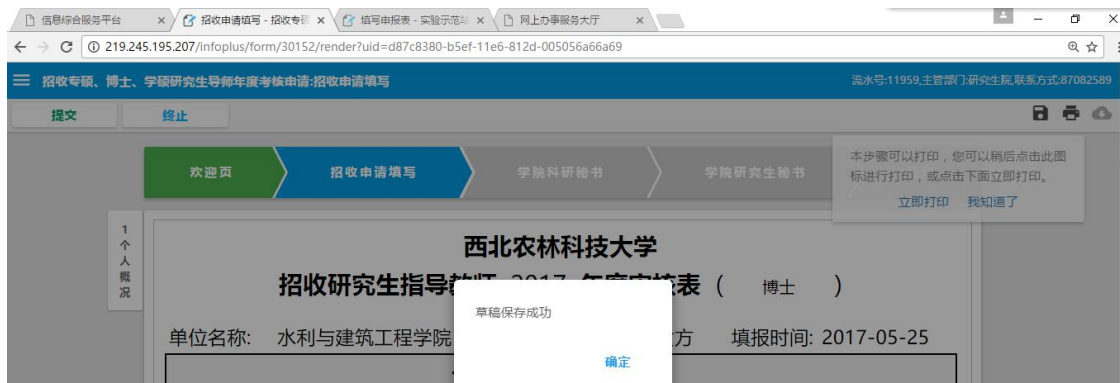 信息综合服务平台
招收申请填写 - 招收专硕
填写申报表 - 实验示范站
网上办事服务大厅
219.245.195.207/infoplus/form/30152/render?uid=d87c8380-b5ef-11e6-812d-005056a66a69
招收专硕、博士、学硕研究生导师年度考核申请:招收申请填写
流水号:11959,主管部门:研究生院,联系方式:87082589
提交
终止
欢迎页
招收申请填写
学院科研秘书
学院研究生秘书
本步骤可以打印,您可以稍后点击此图
标进行打印,或点击下面立即打印。
立即打印 我知道了
1
个
人
概
况
西北农林科技大学
招收研究生指导教师 2017 年度审核表 ( 博士 )
草稿保存成功
单位名称: 水利与建筑工程学院
方 填报时间: 2017-05-25
确定